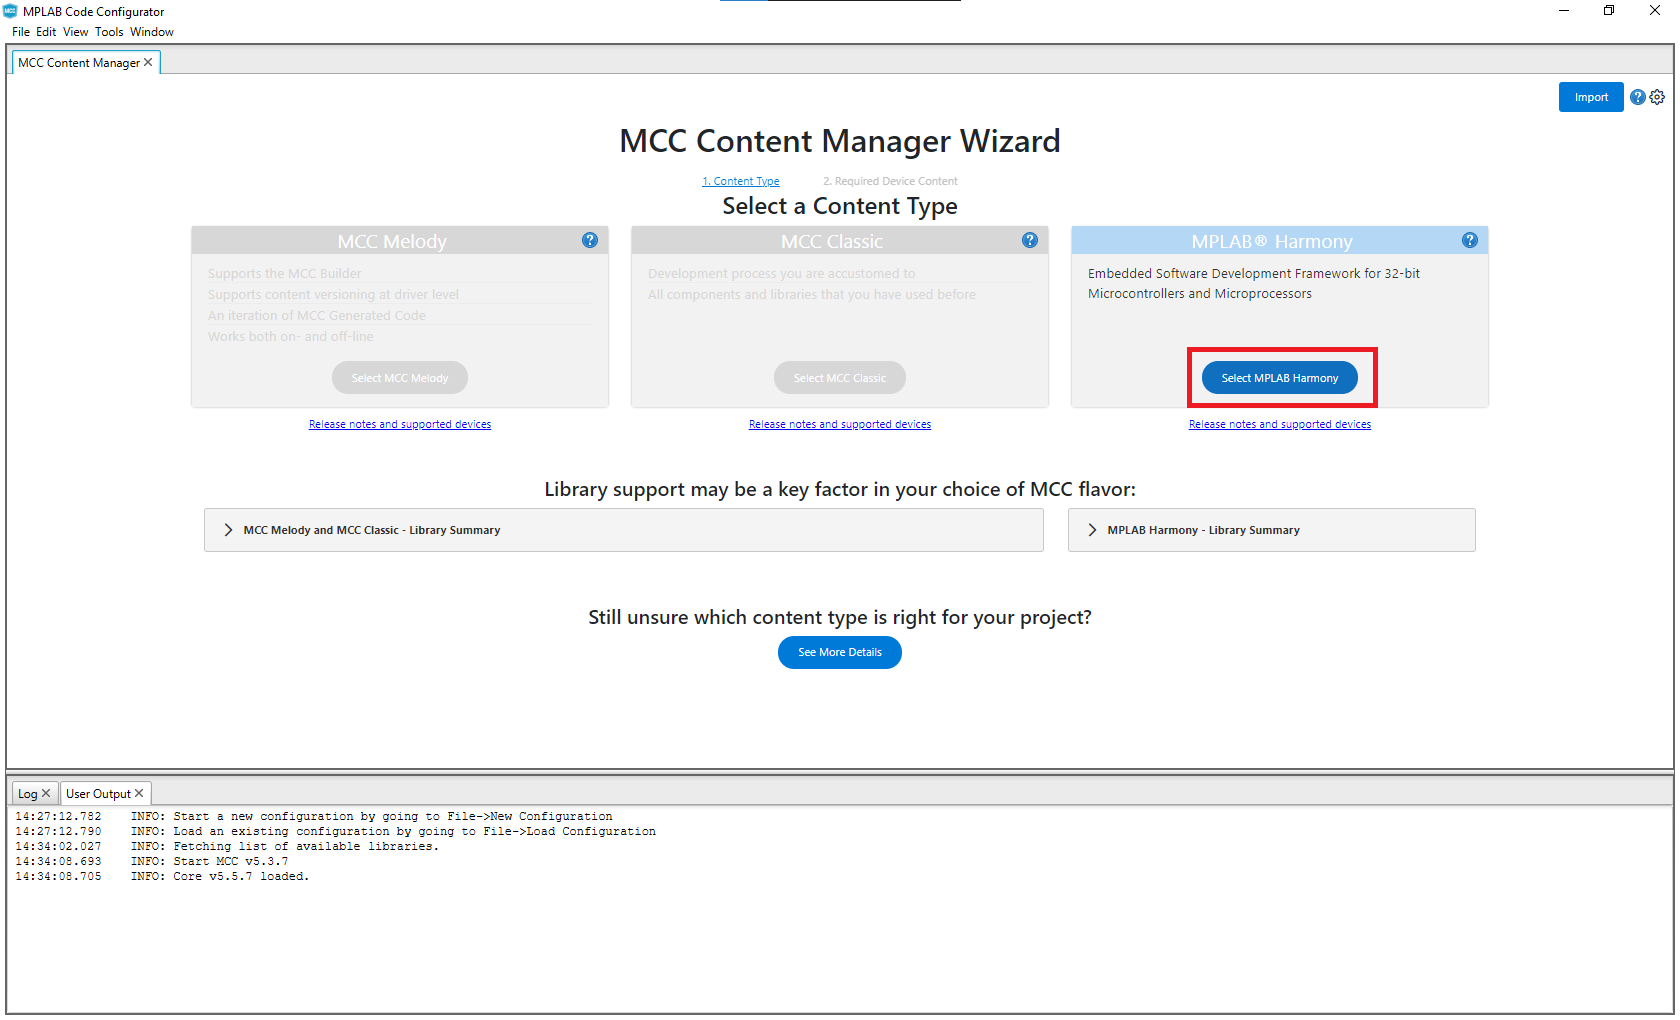 MCC MPLAB Code Configurator
File Edit View Tools Window
MCC Content Manager
Import
MCC Content Manager Wizard
1. Content Type 2. Required Device Content
Select a Content Type
MCC Melody
Supports the MCC Builder
Supports content versioning at driver level
An iteration of MCC Generated Code
Works both on- and off-line
Select MCC Melody
Release notes and supported devices
MCC Classic
Development process you are accustomed to
All components and libraries that you have used before
Select MCC Classic
Release notes and supported devices
MPLAB® Harmony
Embedded Software Development Framework for 32-bit
Microcontrollers and Microprocessors
Select MPLAB Harmony
Release notes and supported devices
Library support may be a key factor in your choice of MCC flavor:
MCC Melody and MCC Classic - Library Summary
MPLAB Harmony - Library Summary
Still unsure which content type is right for your project?
See More Details
Log User Output
14:27:12.782 INFO: Start a new configuration by going to File->New Configuration
14:27:12.790 INFO: Load an existing configuration by going to File->Load Configuration
14:34:02.027 INFO: Fetching list of available libraries.
14:34:08.693 INFO: Start MCC v5.3.7
14:34:08.705 INFO: Core v5.5.7 loaded.